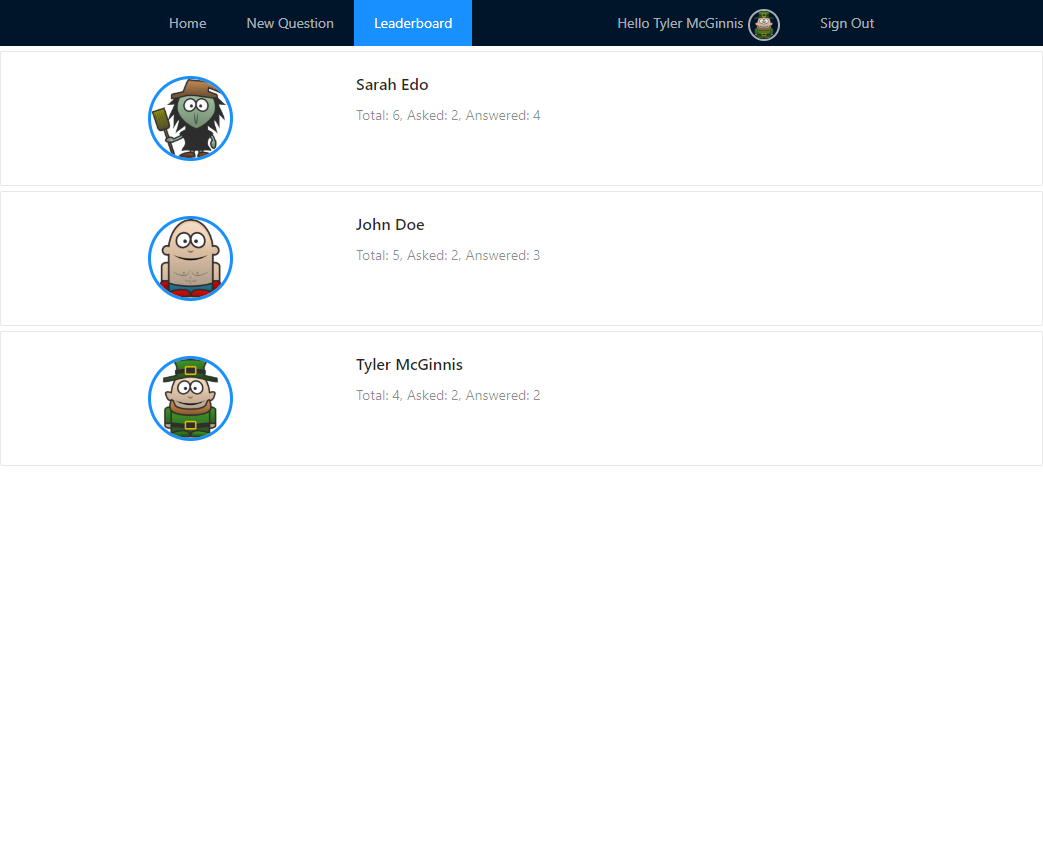 Home New Question Leaderboard Hello Tyler McGinnis Sign Out
Sarah Edo
Total: 6, Asked: 2, Answered: 4
John Doe
Total: 5, Asked: 2, Answered: 3
Tyler McGinnis
Total: 4, Asked: 2, Answered: 2